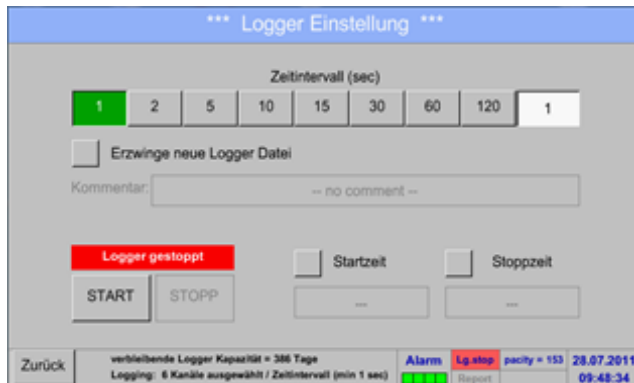 *** Logger Einstellung ***
Zeitintervall (sec)
1 2 5 10 15 30 60 120 1
Erzwinge neue Logger Datei
Kommentar: -- no comment --
Logger gestoppt
Startzeit Stoppzeit
START STOPP --- ---
Zurück
verbleibende Logger Kapazität = 386 Tage
Logging: 6 Kanäle ausgewählt / Zeitintervall (min 1 sec)
Alarm Lg.stop pacity = 153 28.07.2011
Report 09:48:34